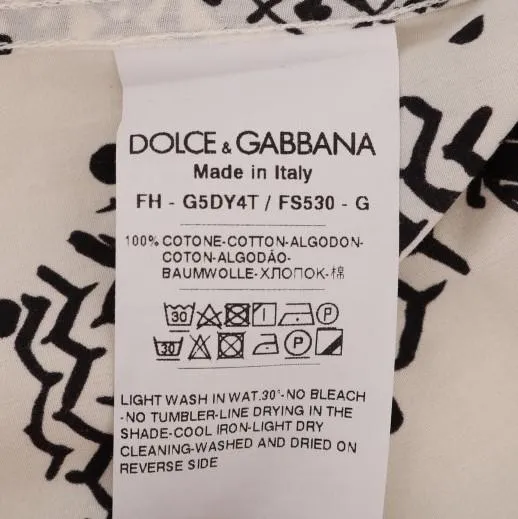 DOLCE & GABBANA
Made in Italy
FH - G5DY4T / FS530 - G
100% COTONE-COTTON-ALGODON-
COTON-ALGODÃO-
BAUMWOLLE-ХЛОПОК-棉
30 P
30 P
LIGHT WASH IN WAT.30°-NO BLEACH
-NO TUMBLER-LINE DRYING IN THE
SHADE-COOL IRON-LIGHT DRY
CLEANING-WASHED AND DRIED ON
REVERSE SIDE